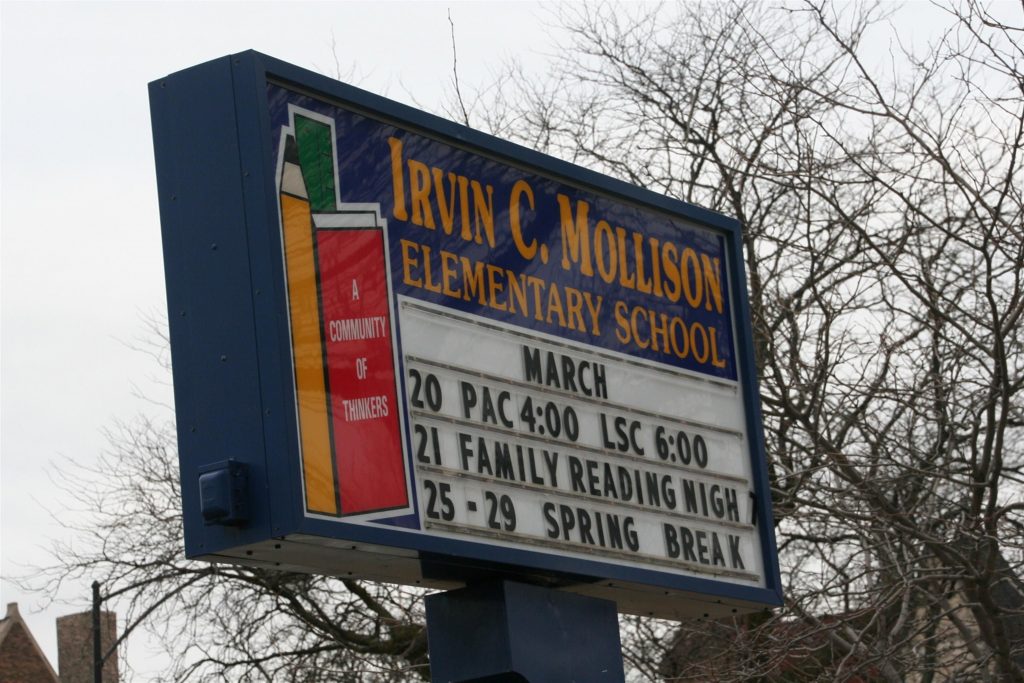 IRVIN C. MOLLISON
ELEMENTARY SCHOOL
A
COMMUNITY
OF
THINKERS
MARCH
20 PAC 4:00 LSC 6:00
21 FAMILY READING NIGHT
25 - 29 SPRING BREAK